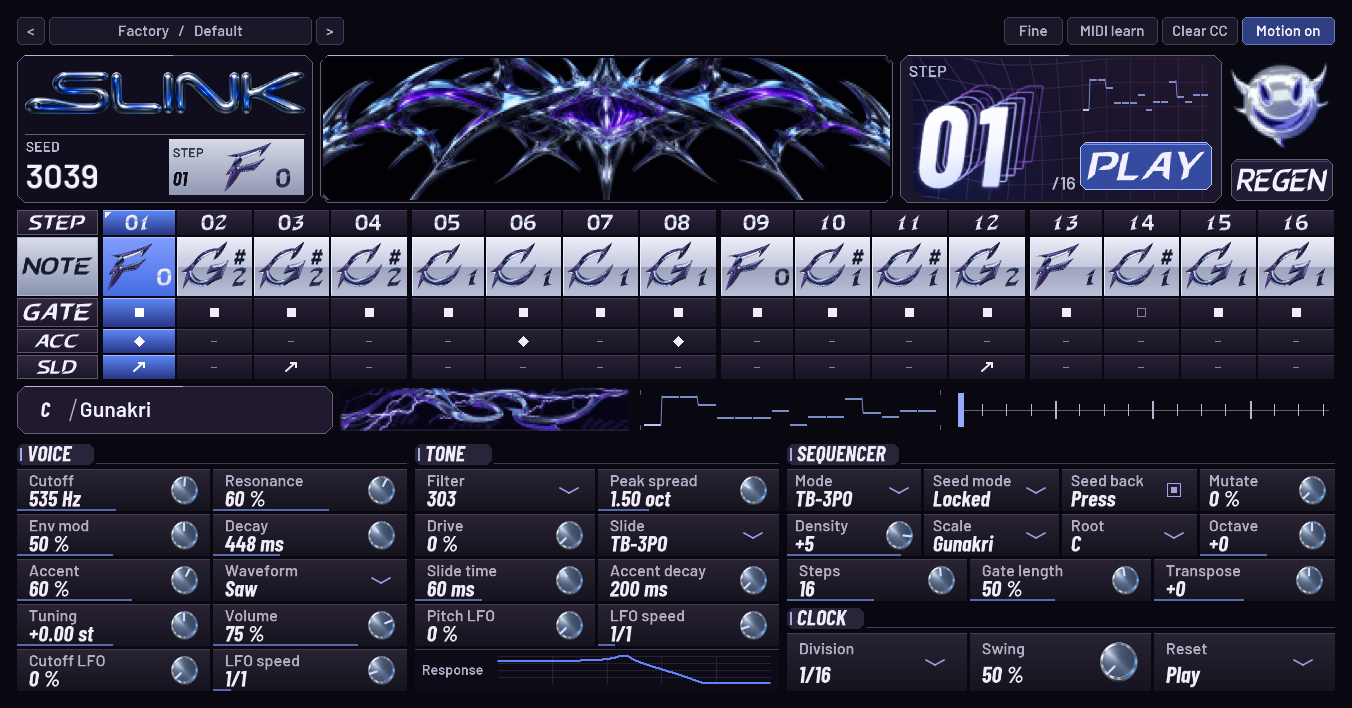 < Factory / Default > Fine MIDI learn Clear CC Motion on
SLINK
SEED
3039
STEP
01 F 0
STEP
01 /16
PLAY
REGEN
STEP 01 02 03 04 05 06 07 08 09 10 11 12 13 14 15 16
NOTE F 0 G # 2 G # 2 C # 2 C 1 C 1 C 1 G 1 F 0 C # 1 C # 1 G 2 F 1 C # 1 G 1 G 1
GATE
ACC – – – – – – – – – – – – –
SLD – – – – – – – – – – – – –
C / Gunakri
VOICE
Cutoff
535 Hz
Resonance
60 %
Env mod
50 %
Decay
448 ms
Accent
60 %
Waveform
Saw
Tuning
+0.00 st
Volume
75 %
Cutoff LFO
0 %
LFO speed
1/1
TONE
Filter
303
Peak spread
1.50 oct
Drive
0 %
Slide
TB-3PO
Slide time
60 ms
Accent decay
200 ms
Pitch LFO
0 %
LFO speed
1/1
Response
SEQUENCER
Mode
TB-3PO
Seed mode
Locked
Seed back
Press
Mutate
0 %
Density
+5
Scale
Gunakri
Root
C
Octave
+0
Steps
16
Gate length
50 %
Transpose
+0
CLOCK
Division
1/16
Swing
50 %
Reset
Play